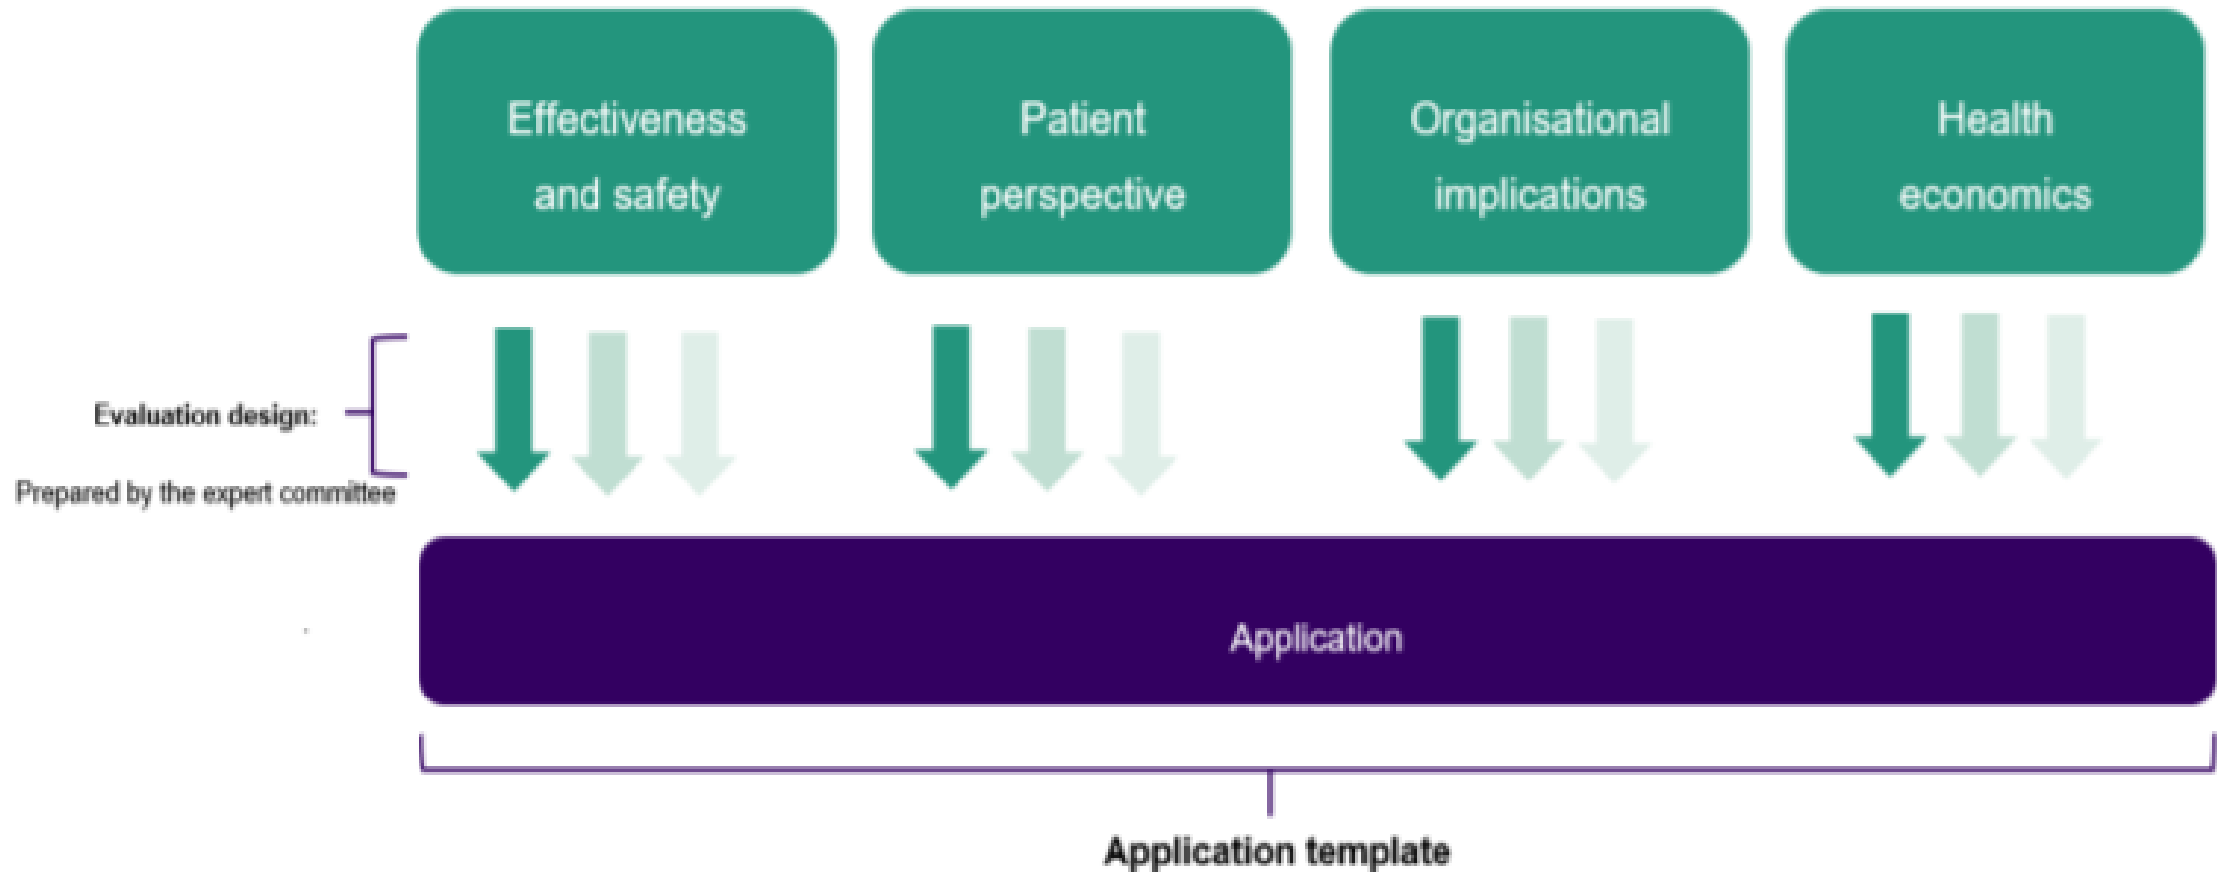 Effectiveness
and safety
Patient
perspective
Organisational
implications
Health
economics
Evaluation design:
Prepared by the expert committee
Application
Application template